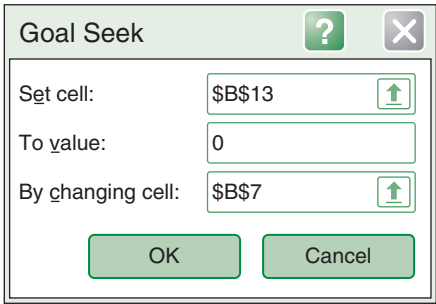 Goal Seek ?
Set cell: $B$13
To value: 0
By changing cell: $B$7
OK Cancel